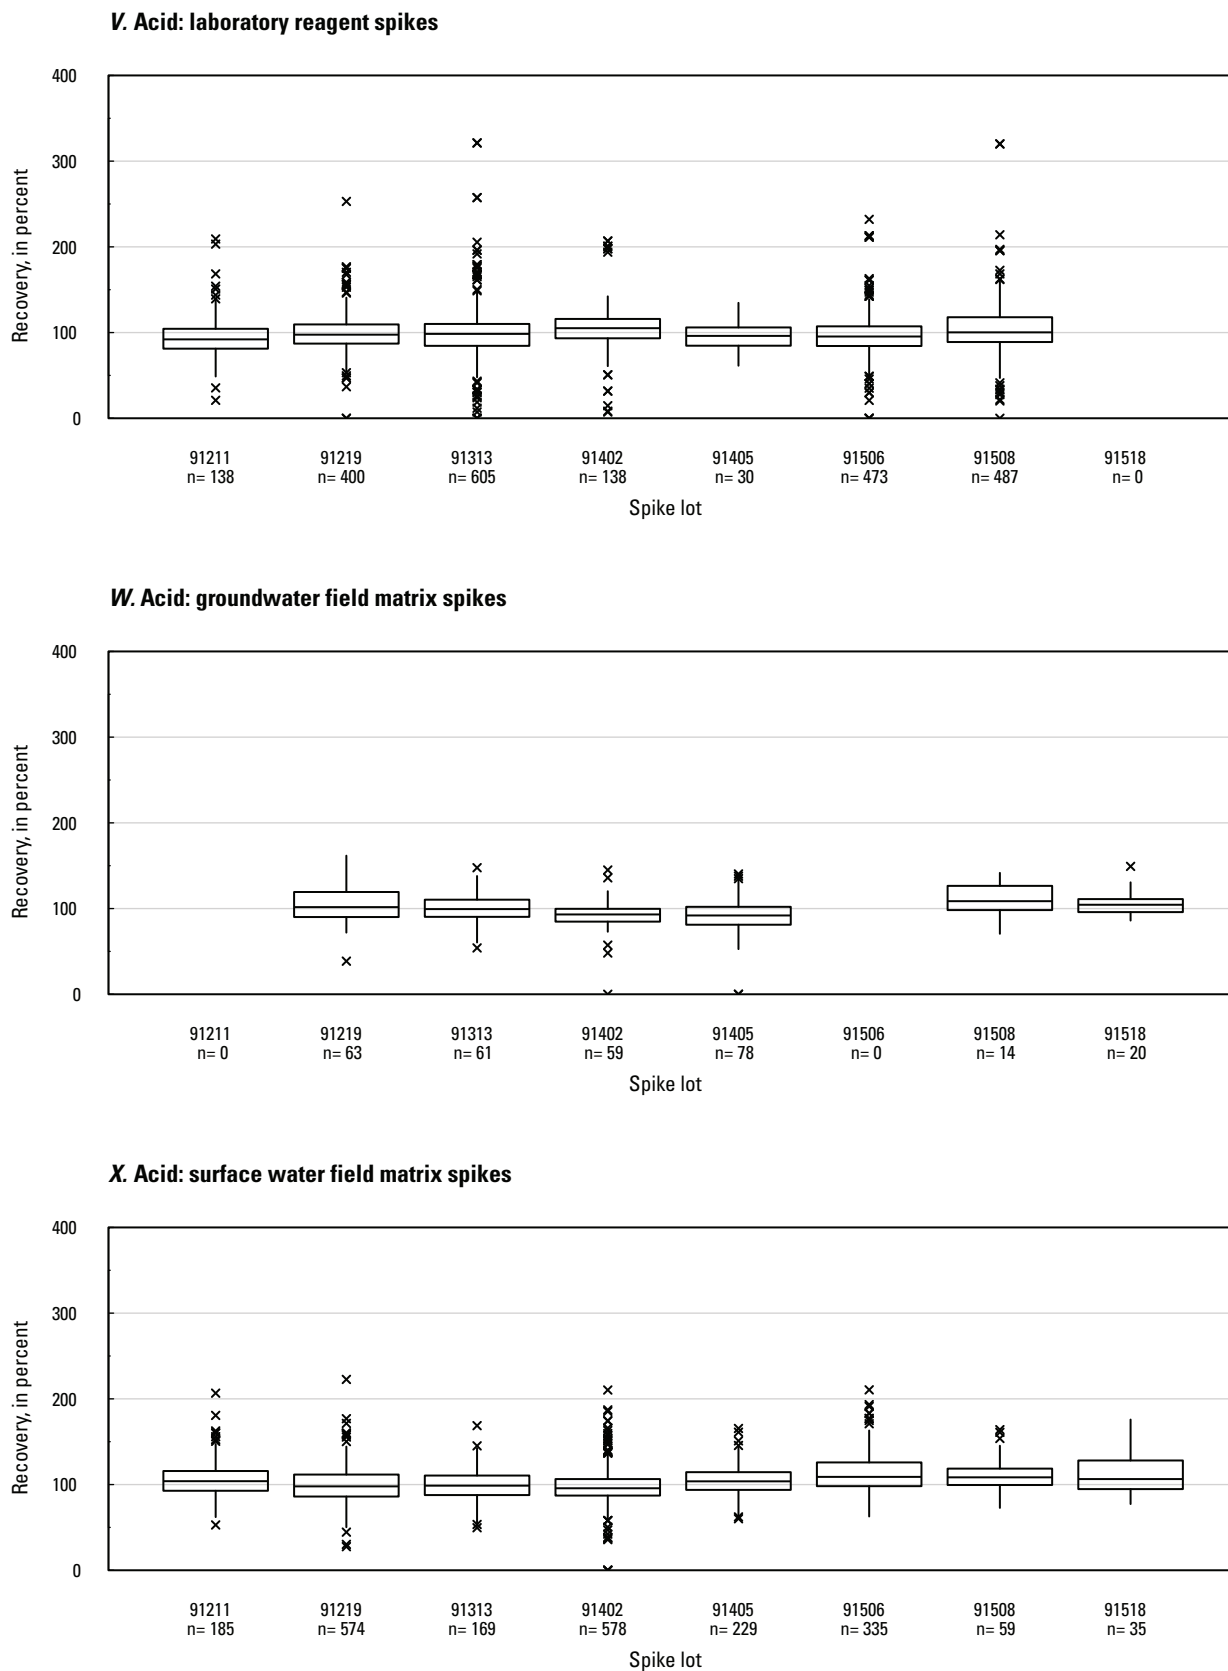 V. Acid: laboratory reagent spikes
400
300
200
100
0
Recovery, in percent
91211 91219 91313 91402 91405 91506 91508 91518
n= 138 n= 400 n= 605 n= 138 n= 30 n= 473 n= 487 n= 0
Spike lot
W. Acid: groundwater field matrix spikes
400
300
200
100
0
Recovery, in percent
91211 91219 91313 91402 91405 91506 91508 91518
n= 0 n= 63 n= 61 n= 59 n= 78 n= 0 n= 14 n= 20
Spike lot
X. Acid: surface water field matrix spikes
400
300
200
100
0
Recovery, in percent
91211 91219 91313 91402 91405 91506 91508 91518
n= 185 n= 574 n= 169 n= 578 n= 229 n= 335 n= 59 n= 35
Spike lot